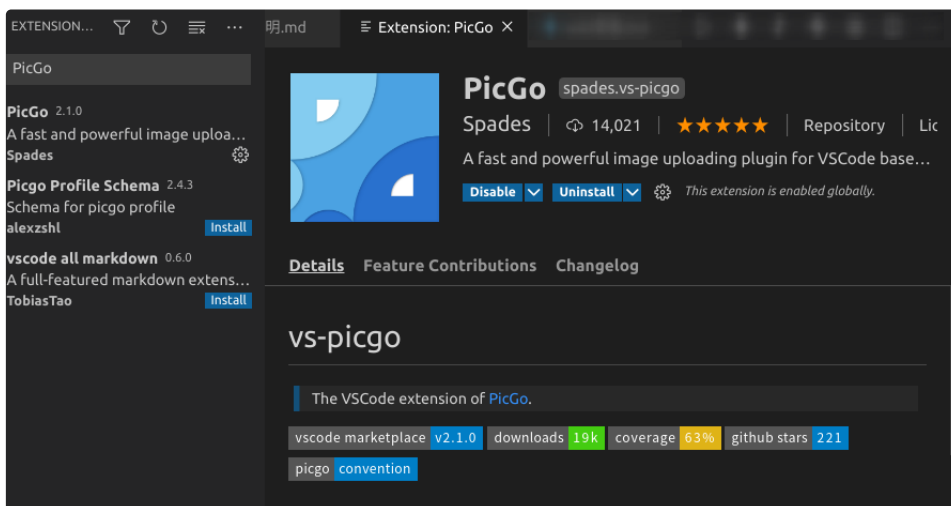 EXTENSION...
明.md
Extension: PicGo
PicGo
PicGo 2.1.0
A fast and powerful image uploa...
Spades
Picgo Profile Schema 2.4.3
Schema for picgo profile
alexzshl Install
vscode all markdown 0.6.0
A full-featured markdown extens...
TobiasTao Install
PicGo spades.vs-picgo
Spades 14,021 Repository Lic
A fast and powerful image uploading plugin for VSCode base...
Disable Uninstall This extension is enabled globally.
Details Feature Contributions Changelog
vs-picgo
The VSCode extension of PicGo.
vscode marketplace v2.1.0 downloads 19k coverage 63% github stars 221
picgo convention